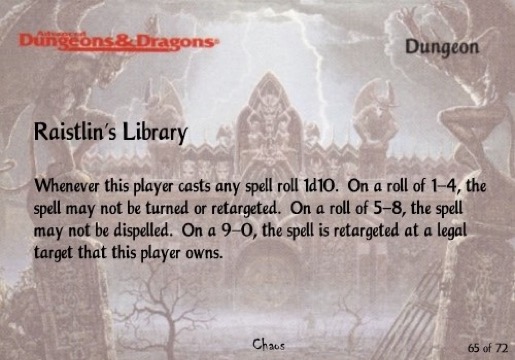 Advanced
Dungeons & Dragons®
Dungeon
Raistlin's Library
Whenever this player casts any spell roll 1d10. On a roll of 1–4, the
spell may not be turned or retargeted. On a roll of 5–8, the spell
may not be dispelled. On a 9–0, the spell is retargeted at a legal
target that this player owns.
Chaos
65 of 72